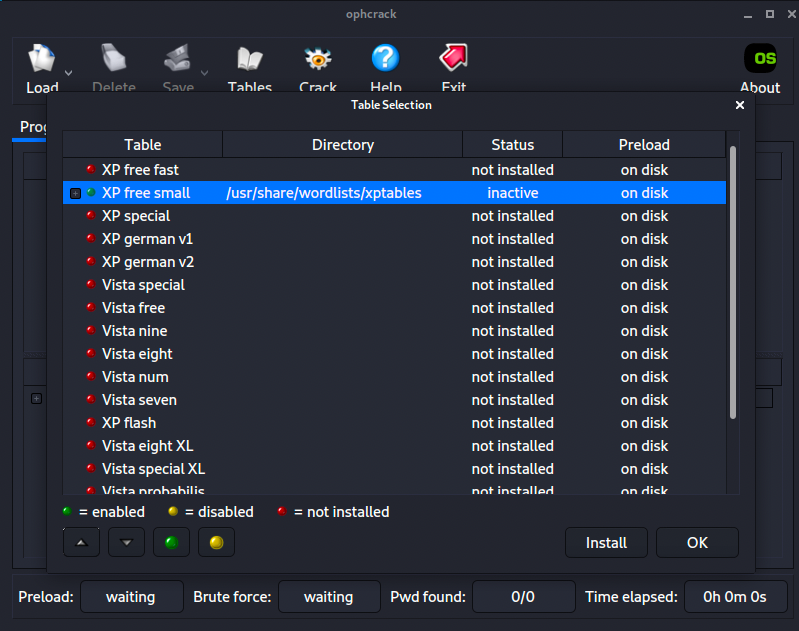 ophcrack
Load Delete Save Tables Crack Help Exit OS About
Table Selection
Prog
Table Directory Status Preload
XP free fast not installed on disk
XP free small /usr/share/wordlists/xptables inactive on disk
XP special not installed on disk
XP german v1 not installed on disk
XP german v2 not installed on disk
Vista special not installed on disk
Vista free not installed on disk
Vista nine not installed on disk
Vista eight not installed on disk
Vista num not installed on disk
Vista seven not installed on disk
XP flash not installed on disk
Vista eight XL not installed on disk
Vista special XL not installed on disk
Vista probabilis not installed on disk
= enabled = disabled = not installed
Install OK
Preload: waiting Brute force: waiting Pwd found: 0/0 Time elapsed: 0h 0m 0s